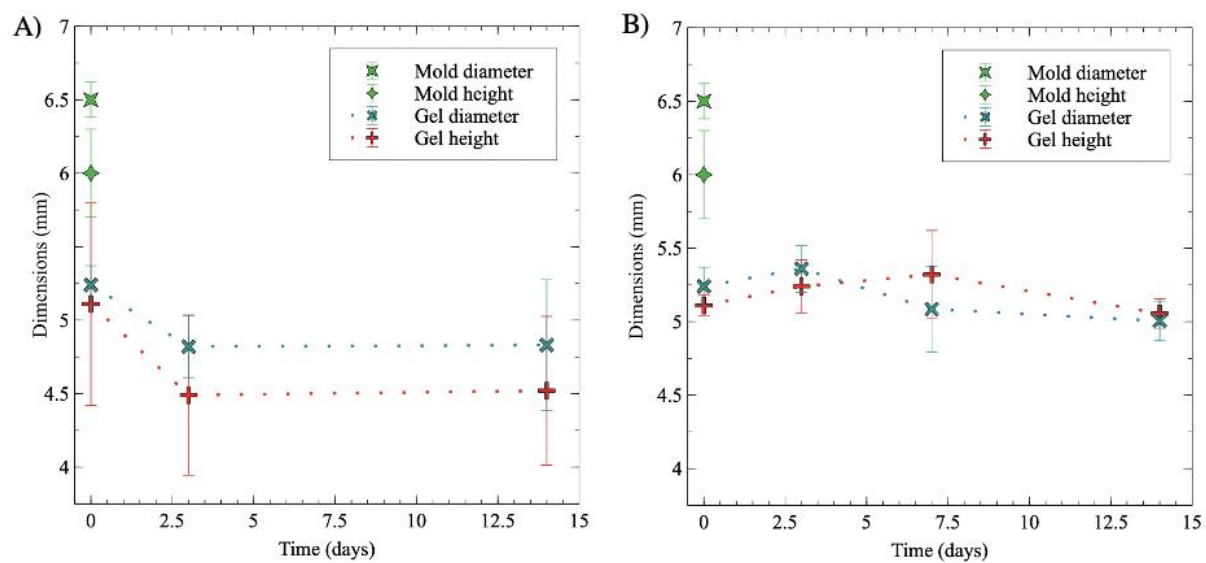 A)
7
6.5
6
5.5
5
4.5
4
Dimensions (mm)
Mold diameter
Mold height
Gel diameter
Gel height
0
2.5
5
7.5
10
12.5
15
Time (days)
B)
7
6.5
6
5.5
5
4.5
4
Dimensions (mm)
Mold diameter
Mold height
Gel diameter
Gel height
0
2.5
5
7.5
10
12.5
15
Time (days)